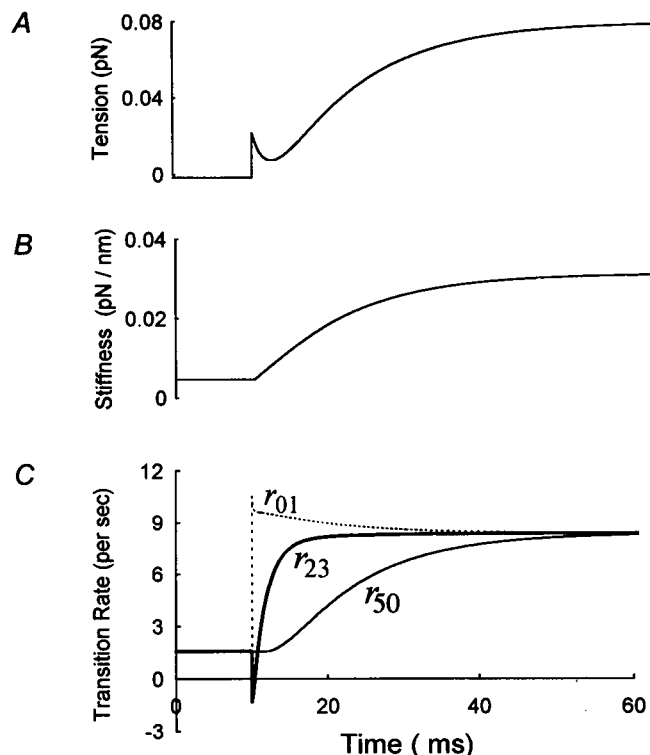 A
Tension (pN)
0.08
0.04
0
B
Stiffness (pN / nm)
0.04
0.02
0
C
Transition Rate (per sec)
12
9
6
3
0
-3
r01
r23
r50
0
20
40
60
Time ( ms)